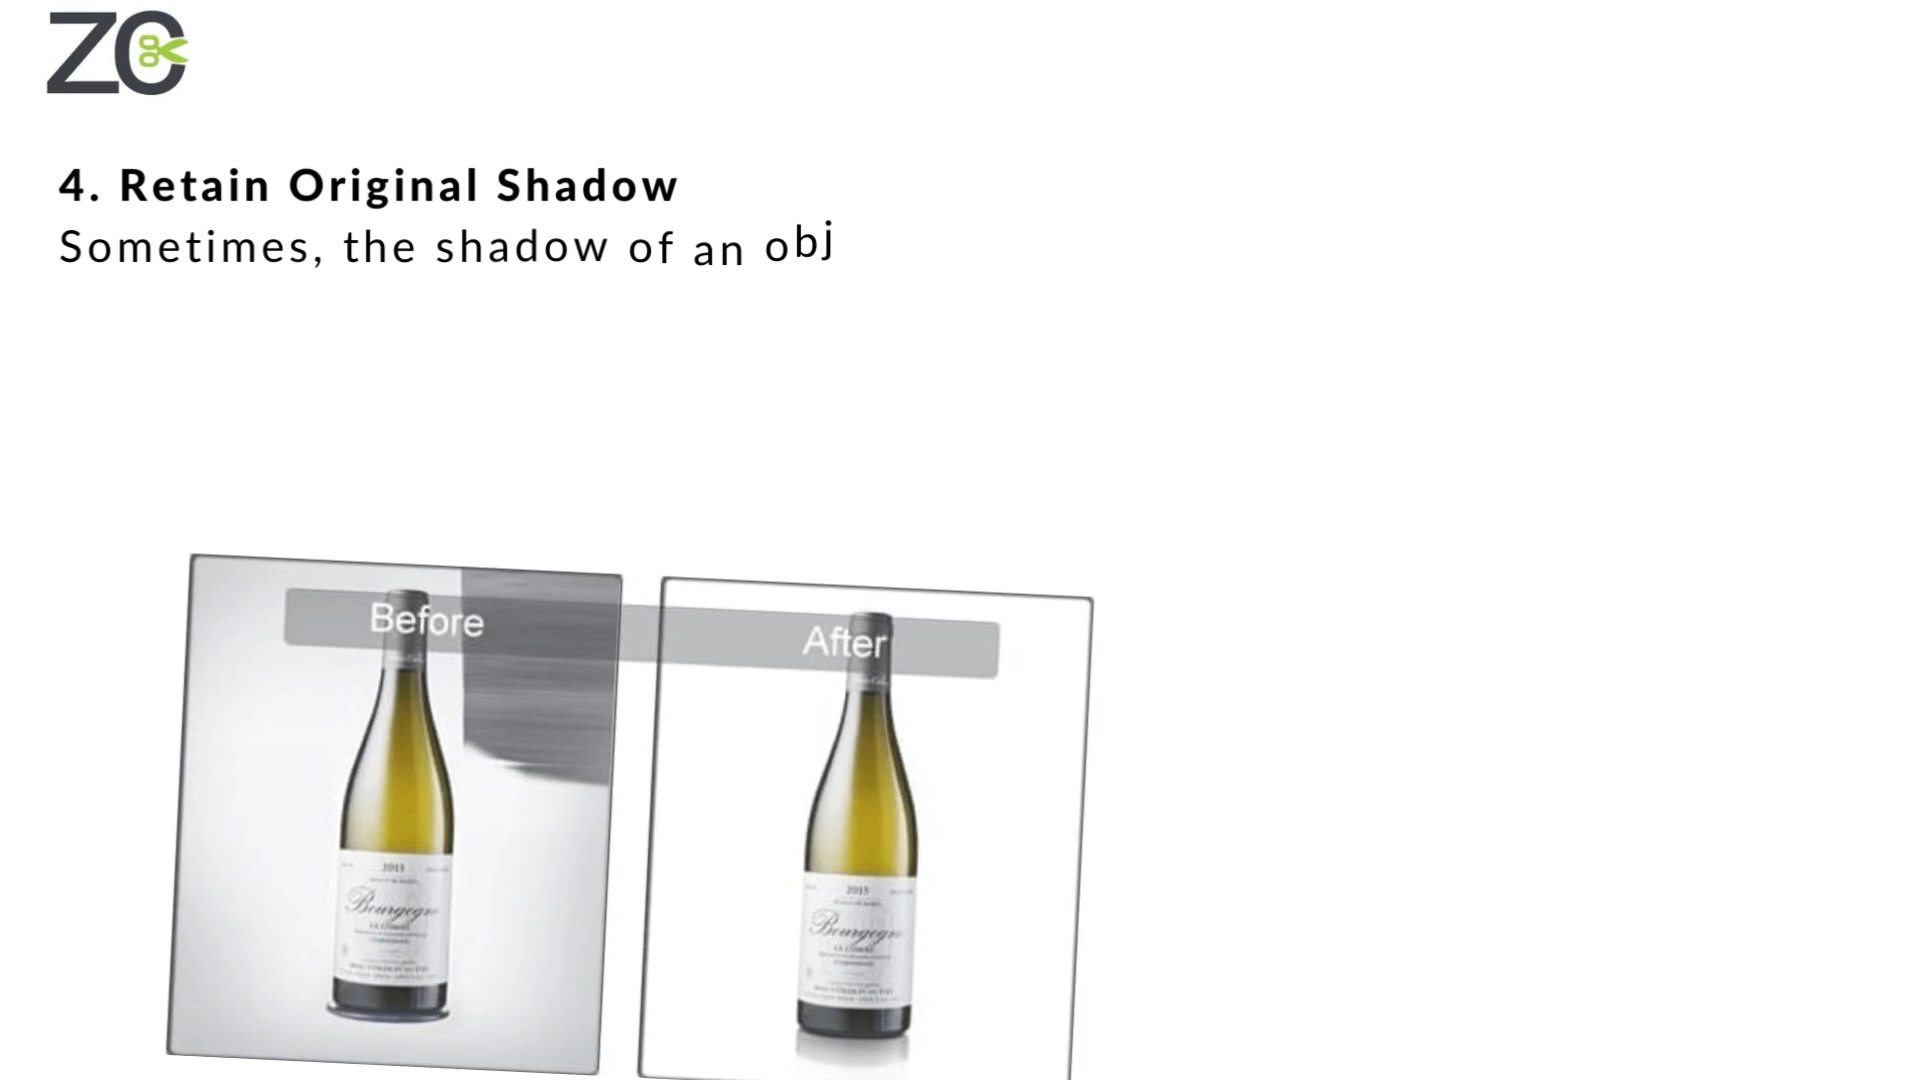 ZC
4. Retain Original Shadow
Sometimes, the shadow of an obj
Before
After
2015
Bourgogne
2015
Bourgogne